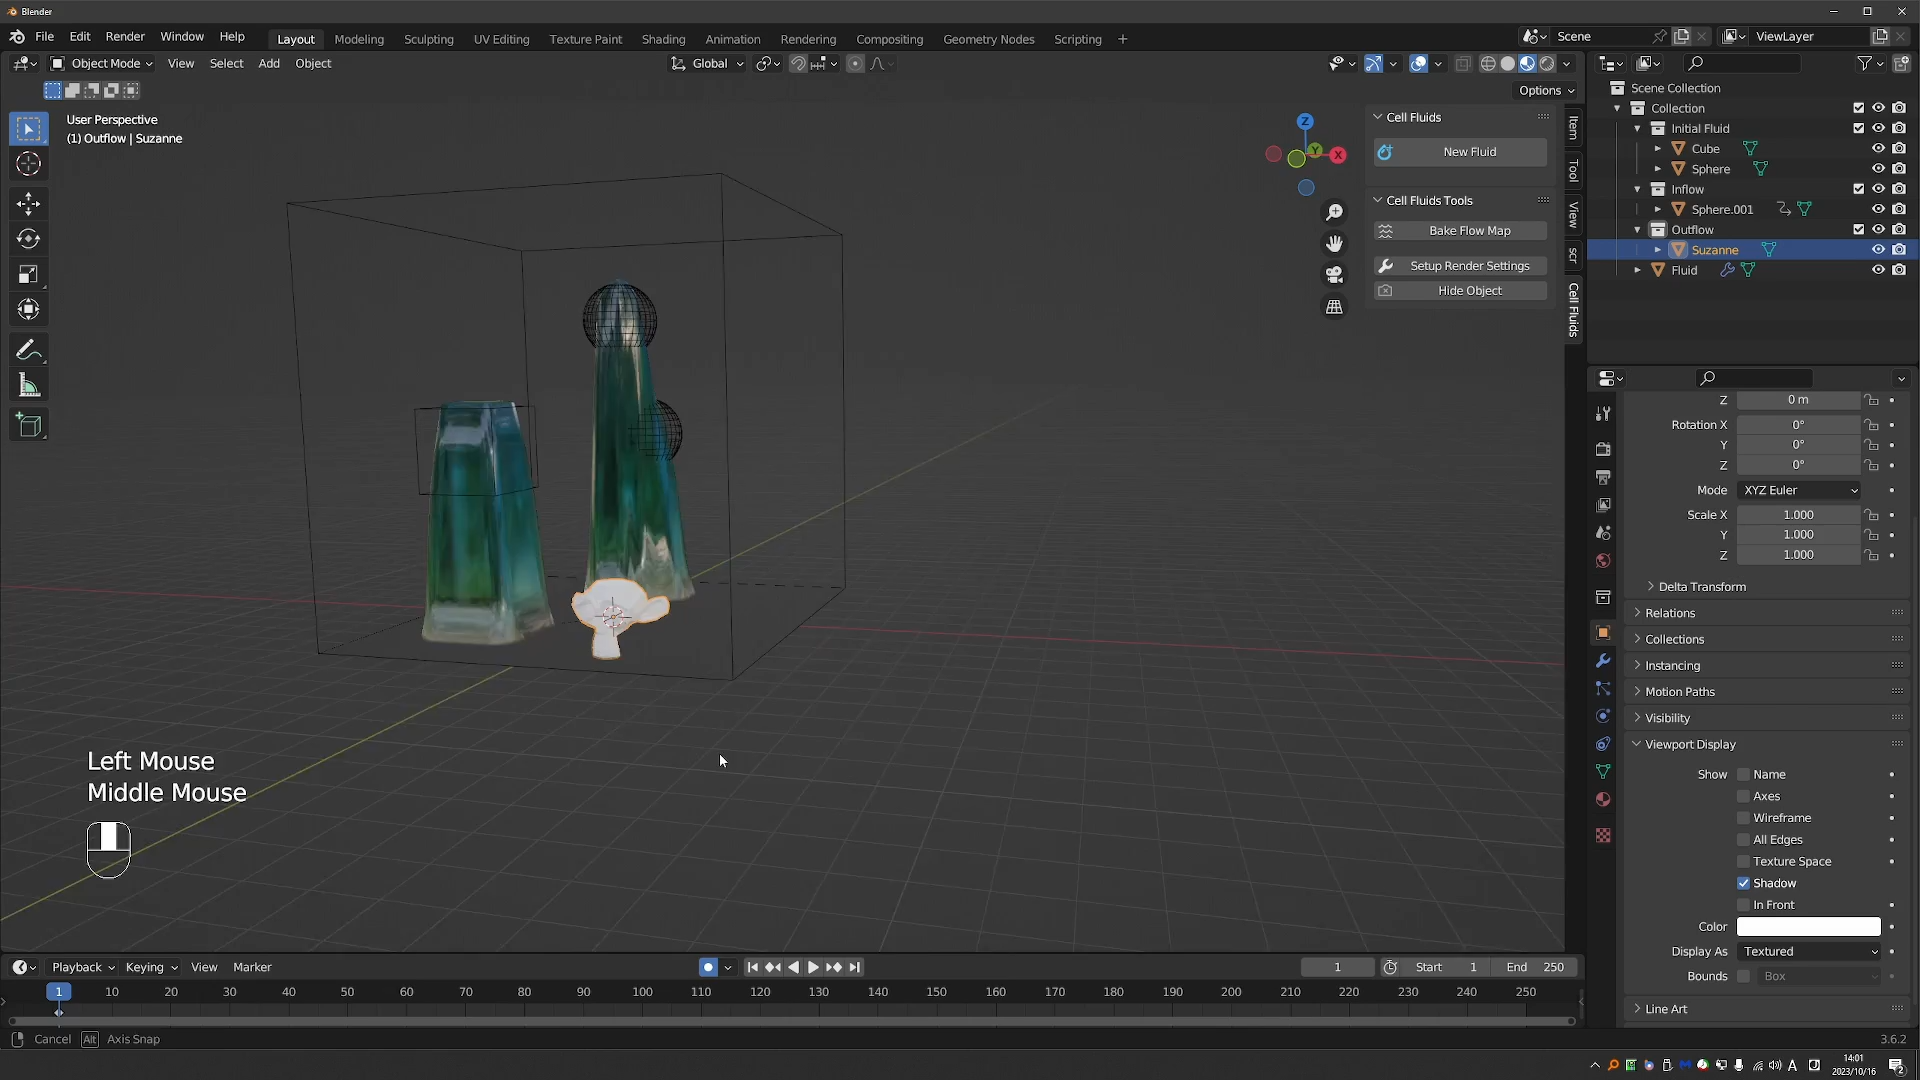 Blender
File Edit Render Window Help Layout Modeling Sculpting UV Editing Texture Paint Shading Animation Rendering Compositing Geometry Nodes Scripting + Scene ViewLayer
Object Mode View Select Add Object Global
Options
User Perspective
(1) Outflow | Suzanne
Z
Y
X
Cell Fluids
New Fluid
Cell Fluids Tools
Bake Flow Map
Setup Render Settings
Hide Object
Item
Tool
View
scr
Cell Fluids
Scene Collection
Collection
Initial Fluid
Cube
Sphere
Inflow
Sphere.001
Outflow
Suzanne
Fluid
Z 0 m
Rotation X 0°
Y 0°
Z 0°
Mode XYZ Euler
Scale X 1.000
Y 1.000
Z 1.000
Delta Transform
Relations
Collections
Instancing
Motion Paths
Visibility
Viewport Display
Show Name
Axes
Wireframe
All Edges
Texture Space
Shadow
In Front
Color
Display As Textured
Bounds Box
Line Art
Left Mouse
Middle Mouse
Playback Keying View Marker 1 Start 1 End 250
1 10 20 30 40 50 60 70 80 90 100 110 120 130 140 150 160 170 180 190 200 210 220 230 240 250
Cancel Alt Axis Snap 3.6.2
A 14:01
2023/10/16
2